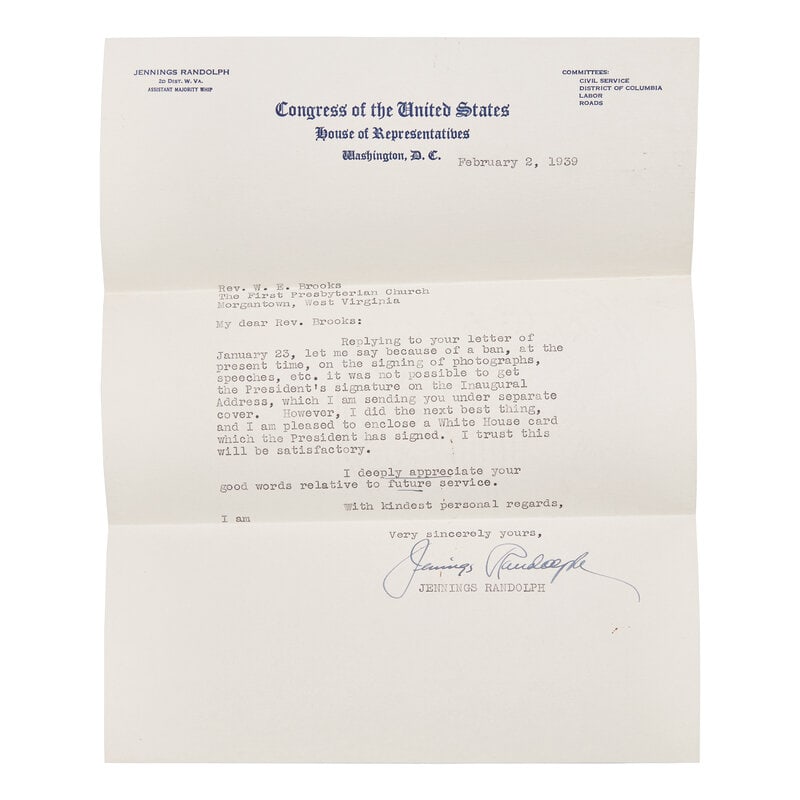 JENNINGS RANDOLPH
2D DIST. W. VA.
ASSISTANT MAJORITY WHIP
COMMITTEES:
CIVIL SERVICE
DISTRICT OF COLUMBIA
LABOR
ROADS
Congress of the United States
House of Representatives
Washington, D. C.
February 2, 1939
Rev. W. E. Brooks
The First Presbyterian Church
Morgantown, West Virginia
My dear Rev. Brooks:
Replying to your letter of
January 23, let me say because of a ban, at the
present time, on the signing of photographs,
speeches, etc. it was not possible to get
the President's signature on the Inaugural
Address, which I am sending you under separate
cover. However, I did the next best thing,
and I am pleased to enclose a White House card
which the President has signed. I trust this
will be satisfactory.
I deeply appreciate your
good words relative to future service.
With kindest personal regards,
I am
Very sincerely yours,
Jennings Randolph
JENNINGS RANDOLPH